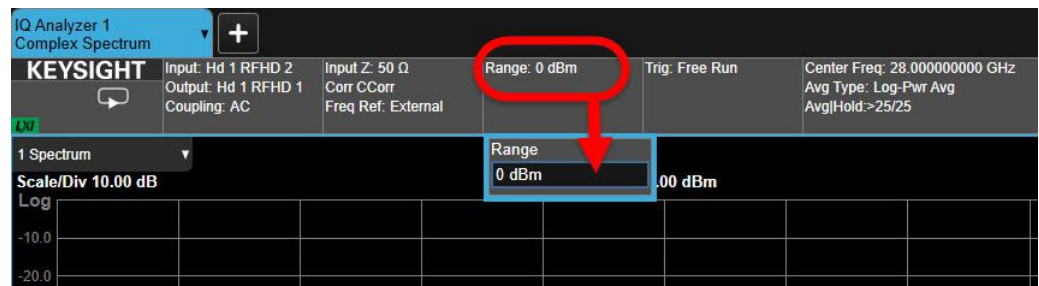 IQ Analyzer 1
Complex Spectrum
+
KEYSIGHT
LXI
Input: Hd 1 RFHD 2
Output: Hd 1 RFHD 1
Coupling: AC
Input Z: 50 Ω
Corr CCorr
Freq Ref: External
Range: 0 dBm
Trig: Free Run
Center Freq: 28.000000000 GHz
Avg Type: Log-Pwr Avg
Avg|Hold:>25/25
1 Spectrum
Scale/Div 10.00 dB
Range
0 dBm
.00 dBm
Log
-10.0
-20.0